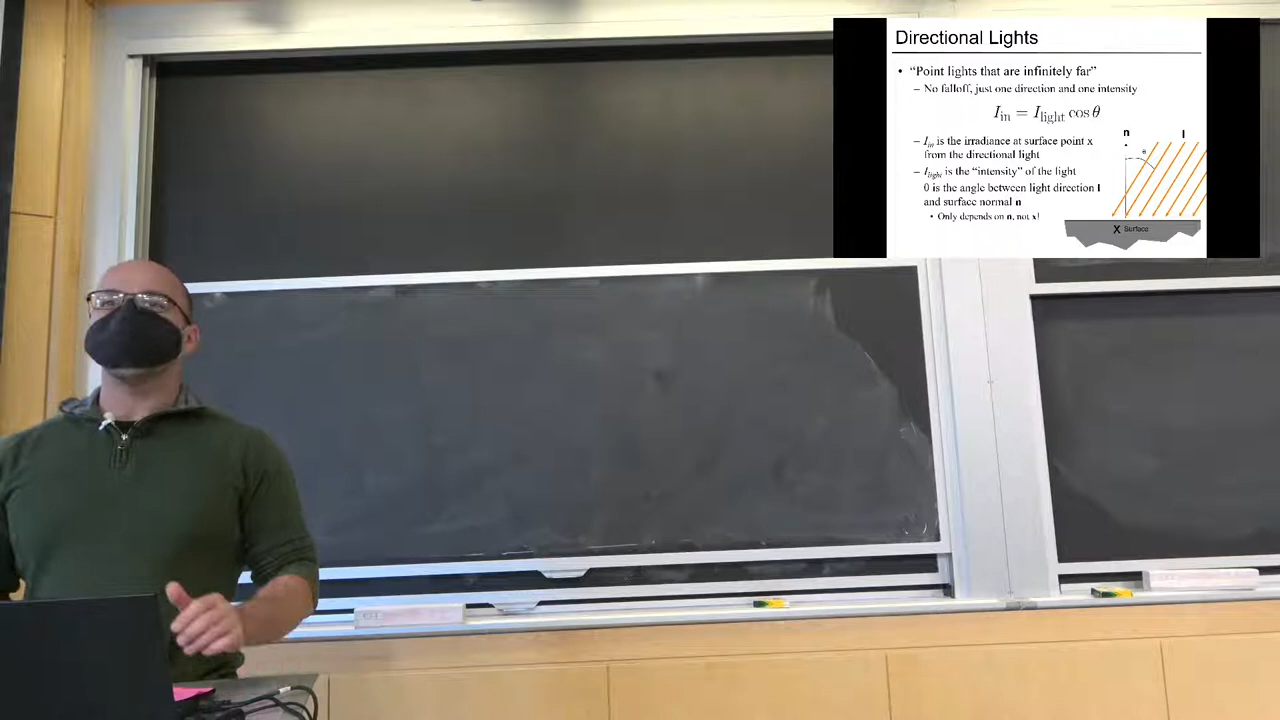 Directional Lights
• “Point lights that are infinitely far”
– No falloff, just one direction and one intensity
I_in = I_light cos θ
– I_in is the irradiance at surface point x
from the directional light
– I_light is the “intensity” of the light
θ is the angle between light direction l
and surface normal n
• Only depends on n, not x!
n
l
θ
X Surface